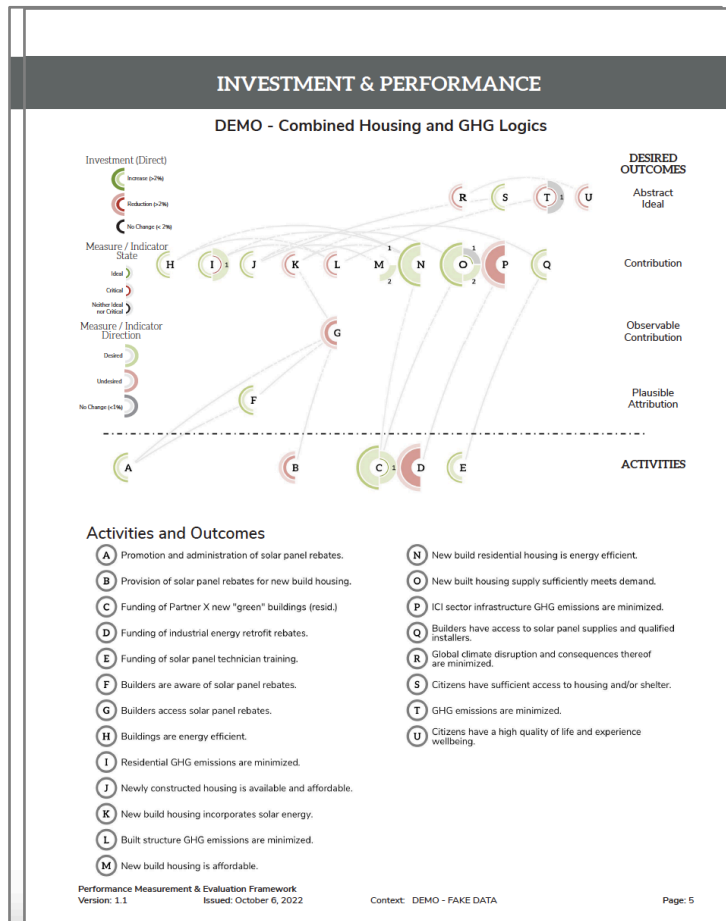 INVESTMENT & PERFORMANCE
DEMO - Combined Housing and GHG Logics
Investment (Direct)
Increase (>2%)
Reduction (>2%)
No Change (< 2%)
Measure / Indicator
State
Ideal
Critical
Neither Ideal
nor Critical
Measure / Indicator
Direction
Desired
Undesired
No Change (<1%)
DESIRED
OUTCOMES
Abstract
Ideal
Contribution
Observable
Contribution
Plausible
Attribution
ACTIVITIES
R S T 1 U
1 1
H I 1 J K L M N O P Q
2 2
G
F
A B C 1 D E
Activities and Outcomes
A Promotion and administration of solar panel rebates.
B Provision of solar panel rebates for new build housing.
C Funding of Partner X new "green" buildings (resid.)
D Funding of industrial energy retrofit rebates.
E Funding of solar panel technician training.
F Builders are aware of solar panel rebates.
G Builders access solar panel rebates.
H Buildings are energy efficient.
I Residential GHG emissions are minimized.
J Newly constructed housing is available and affordable.
K New build housing incorporates solar energy.
L Built structure GHG emissions are minimized.
M New build housing is affordable.
N New build residential housing is energy efficient.
O New built housing supply sufficiently meets demand.
P ICI sector infrastructure GHG emissions are minimized.
Q Builders have access to solar panel supplies and qualified
installers.
R Global climate disruption and consequences thereof
are minimized.
S Citizens have sufficient access to housing and/or shelter.
T GHG emissions are minimized.
U Citizens have a high quality of life and experience
wellbeing.
Performance Measurement & Evaluation Framework
Version: 1.1 Issued: October 6, 2022 Context: DEMO - FAKE DATA Page: 5